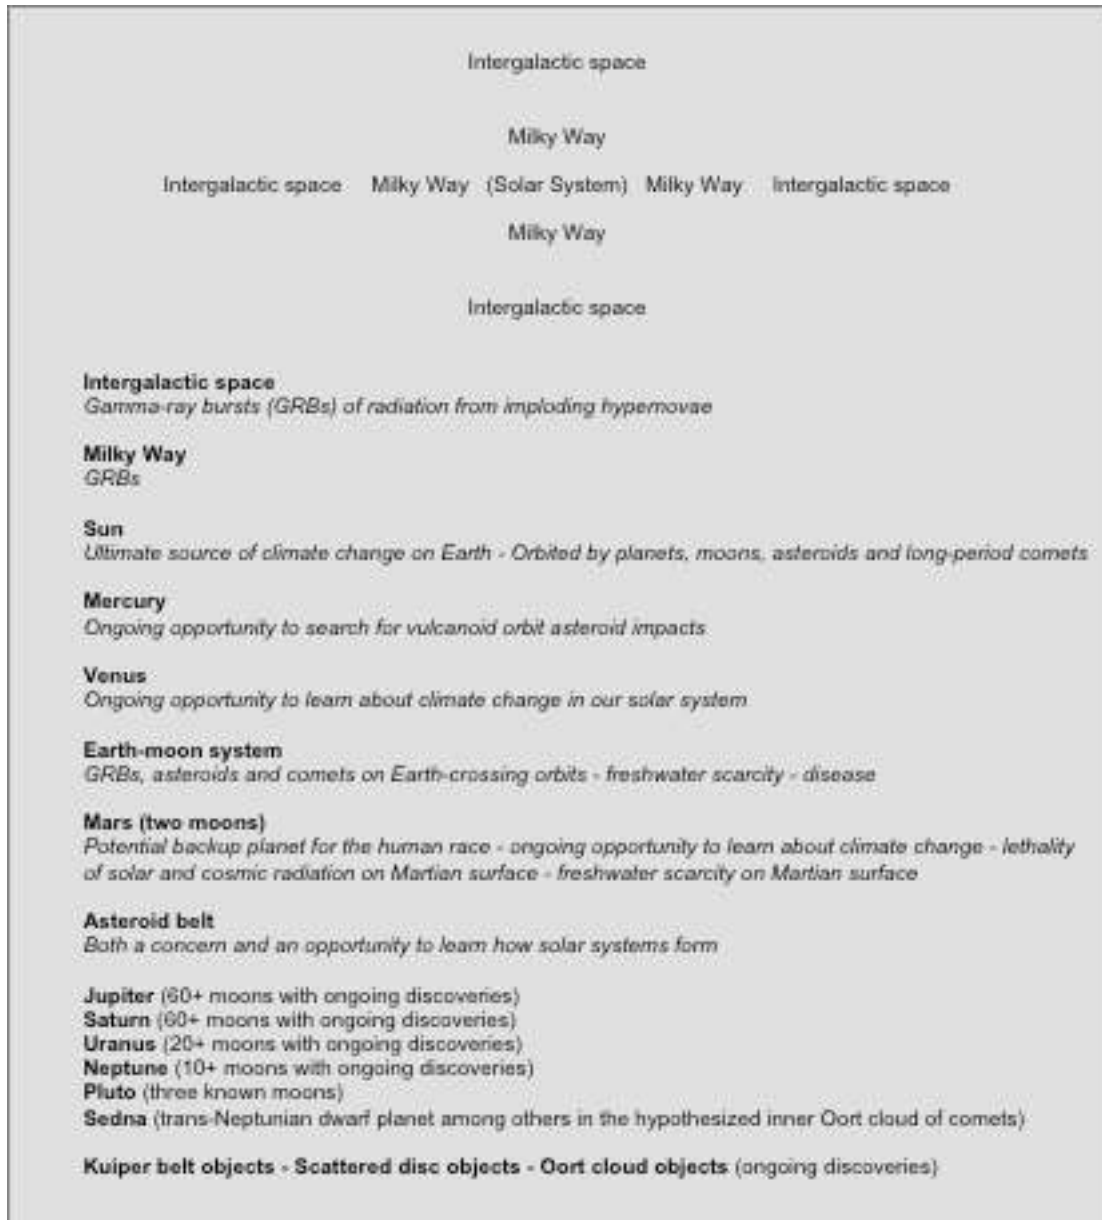 Intergalactic space
Milky Way
Intergalactic space Milky Way (Solar System) Milky Way Intergalactic space
Milky Way
Intergalactic space
Intergalactic space
Gamma-ray bursts (GRBs) of radiation from imploding hypernovae
Milky Way
GRBs
Sun
Ultimate source of climate change on Earth - Orbited by planets, moons, asteroids and long-period comets
Mercury
Ongoing opportunity to search for vulcanoid orbit asteroid impacts
Venus
Ongoing opportunity to learn about climate change in our solar system
Earth-moon system
GRBs, asteroids and comets on Earth-crossing orbits - freshwater scarcity - disease
Mars (two moons)
Potential backup planet for the human race - ongoing opportunity to learn about climate change - lethality
of solar and cosmic radiation on Martian surface - freshwater scarcity on Martian surface
Asteroid belt
Both a concern and an opportunity to learn how solar systems form
Jupiter (60+ moons with ongoing discoveries)
Saturn (60+ moons with ongoing discoveries)
Uranus (20+ moons with ongoing discoveries)
Neptune (10+ moons with ongoing discoveries)
Pluto (three known moons)
Sedna (trans-Neptunian dwarf planet among others in the hypothesized inner Oort cloud of comets)
Kuiper belt objects - Scattered disc objects - Oort cloud objects (ongoing discoveries)